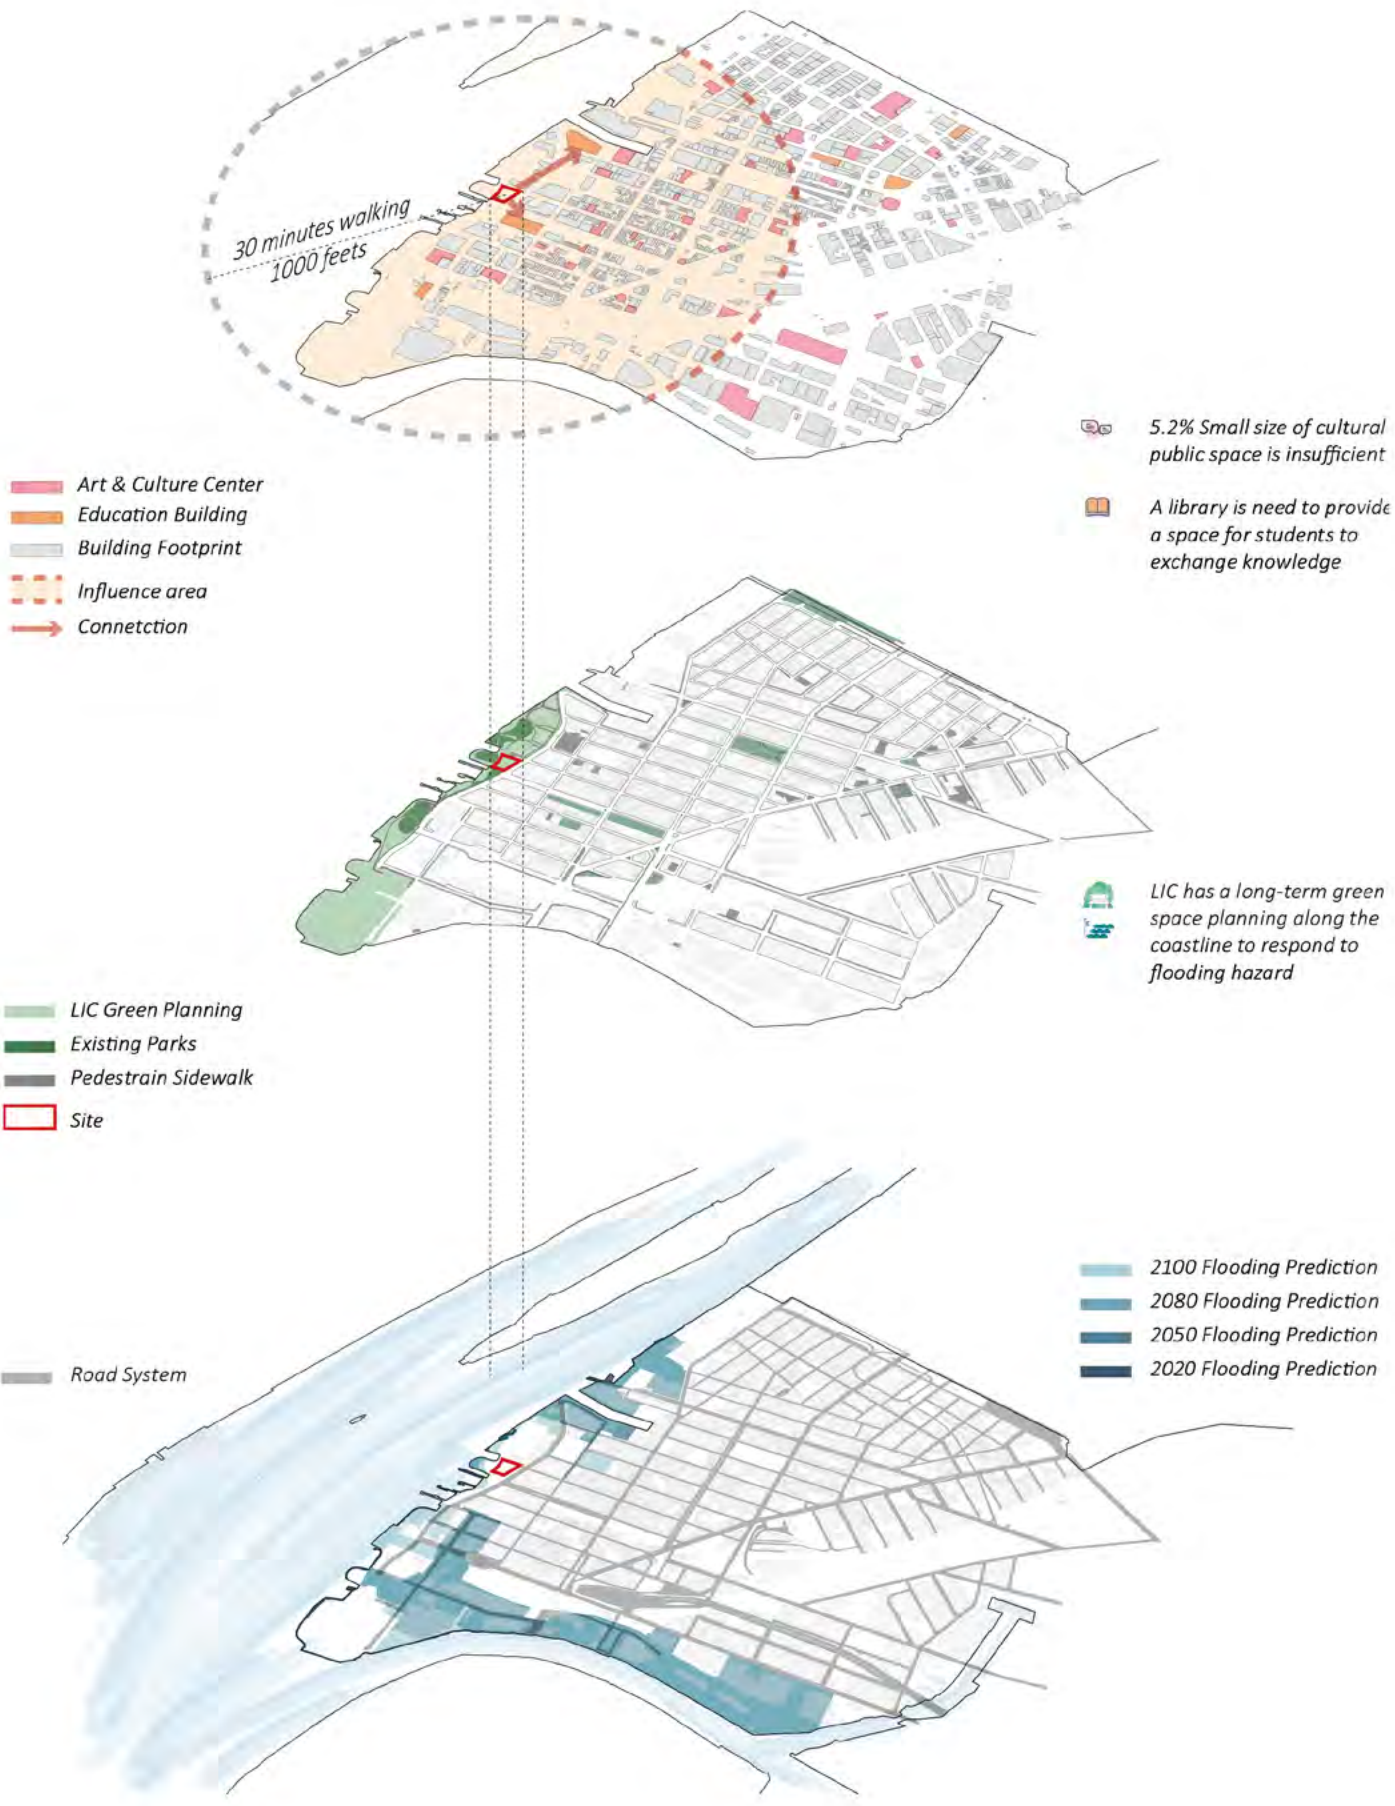 30 minutes walking
1000 feets
5.2% Small size of cultural
public space is insufficient
A library is need to provide
a space for students to
exchange knowledge
Art & Culture Center
Education Building
Building Footprint
Influence area
Connetction
LIC has a long-term green
space planning along the
coastline to respond to
flooding hazard
LIC Green Planning
Existing Parks
Pedestrain Sidewalk
Site
2100 Flooding Prediction
2080 Flooding Prediction
2050 Flooding Prediction
2020 Flooding Prediction
Road System